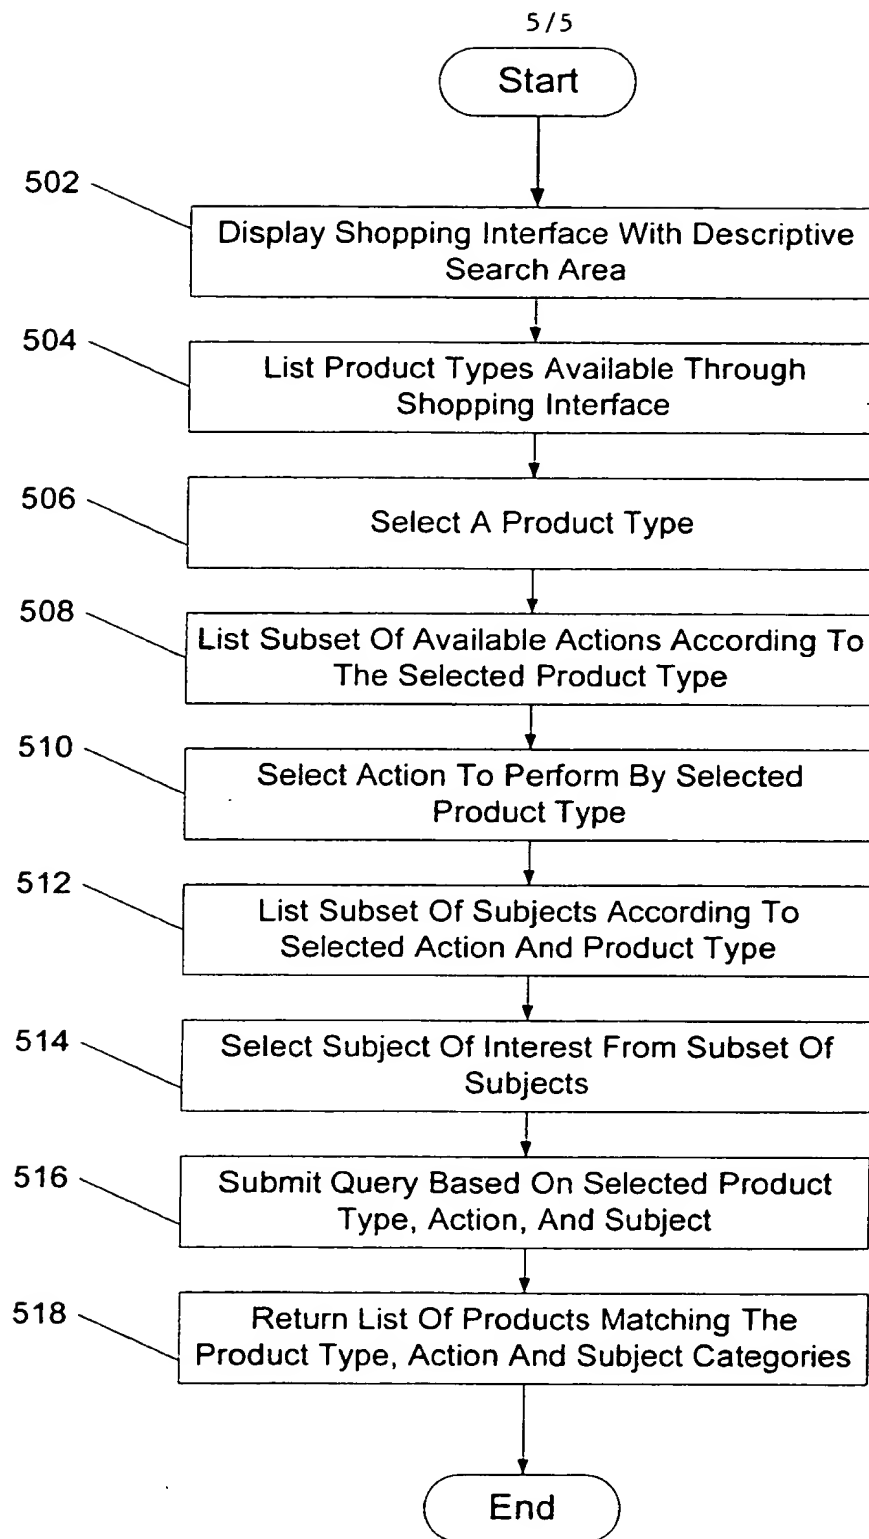 5/5
Start
502
Display Shopping Interface With Descriptive
Search Area
504
List Product Types Available Through
Shopping Interface
506
Select A Product Type
508
List Subset Of Available Actions According To
The Selected Product Type
510
Select Action To Perform By Selected
Product Type
512
List Subset Of Subjects According To
Selected Action And Product Type
514
Select Subject Of Interest From Subset Of
Subjects
516
Submit Query Based On Selected Product
Type, Action, And Subject
518
Return List Of Products Matching The
Product Type, Action And Subject Categories
End